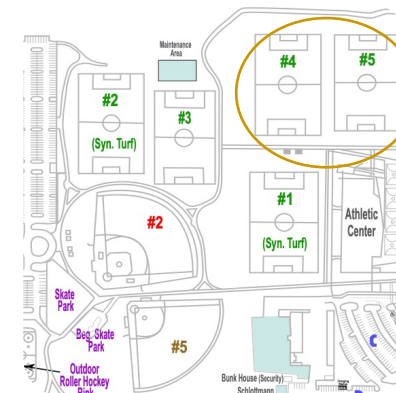 Maintenance
Area
#4
#5
#2
(Syn. Turf)
#3
#1
(Syn. Turf)
Athletic
Center
#2
Skate
Park
Beg. Skate
Park
#5
Outdoor
Roller Hockey
Rink
Bunk House (Security)
Schlottmann
C